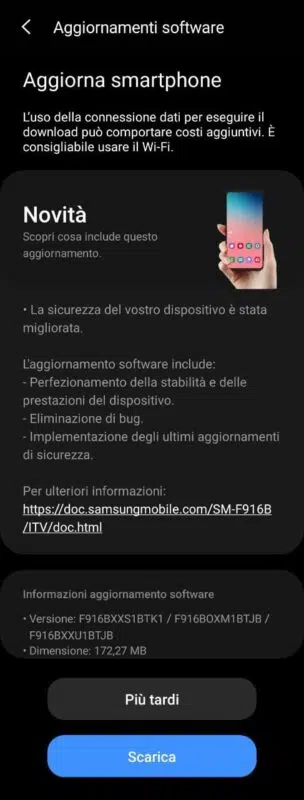 Aggiornamenti software
Aggiorna smartphone
L'uso della connessione dati per eseguire il
download può comportare costi aggiuntivi. È
consigliabile usare il Wi-Fi.
Novità
Scopri cosa include questo
aggiornamento.
• La sicurezza del vostro dispositivo è stata
migliorata.
L'aggiornamento software include:
- Perfezionamento della stabilità e delle
prestazioni del dispositivo.
- Eliminazione di bug.
- Implementazione degli ultimi aggiornamenti
di sicurezza.
Per ulteriori informazioni:
https://doc.samsungmobile.com/SM-F916B
/ITV/doc.html
Informazioni aggiornamento software
• Versione: F916BXXS1BTK1 / F916BOXM1BTJB /
F916BXXU1BTJB
• Dimensione: 172,27 MB
Più tardi
Scarica